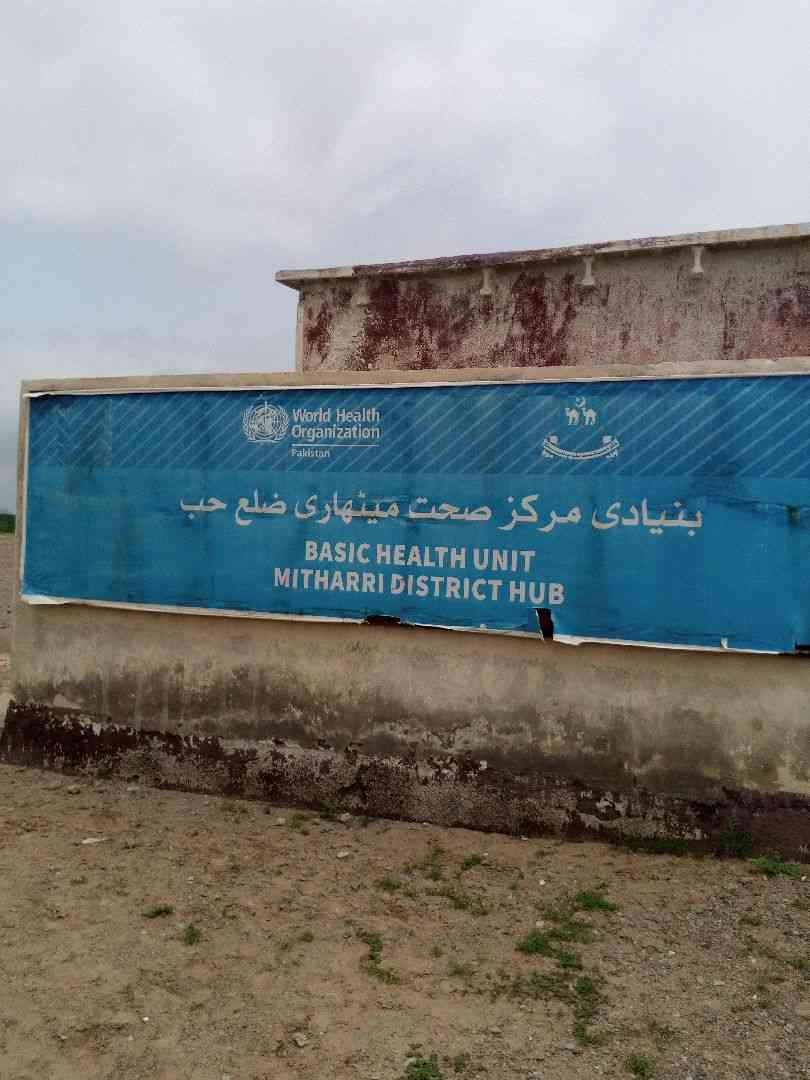 World Health
Organization
Pakistan
بنیادی مرکز صحت میٹھاری ضلع حب
BASIC HEALTH UNIT
MITHARRI DISTRICT HUB